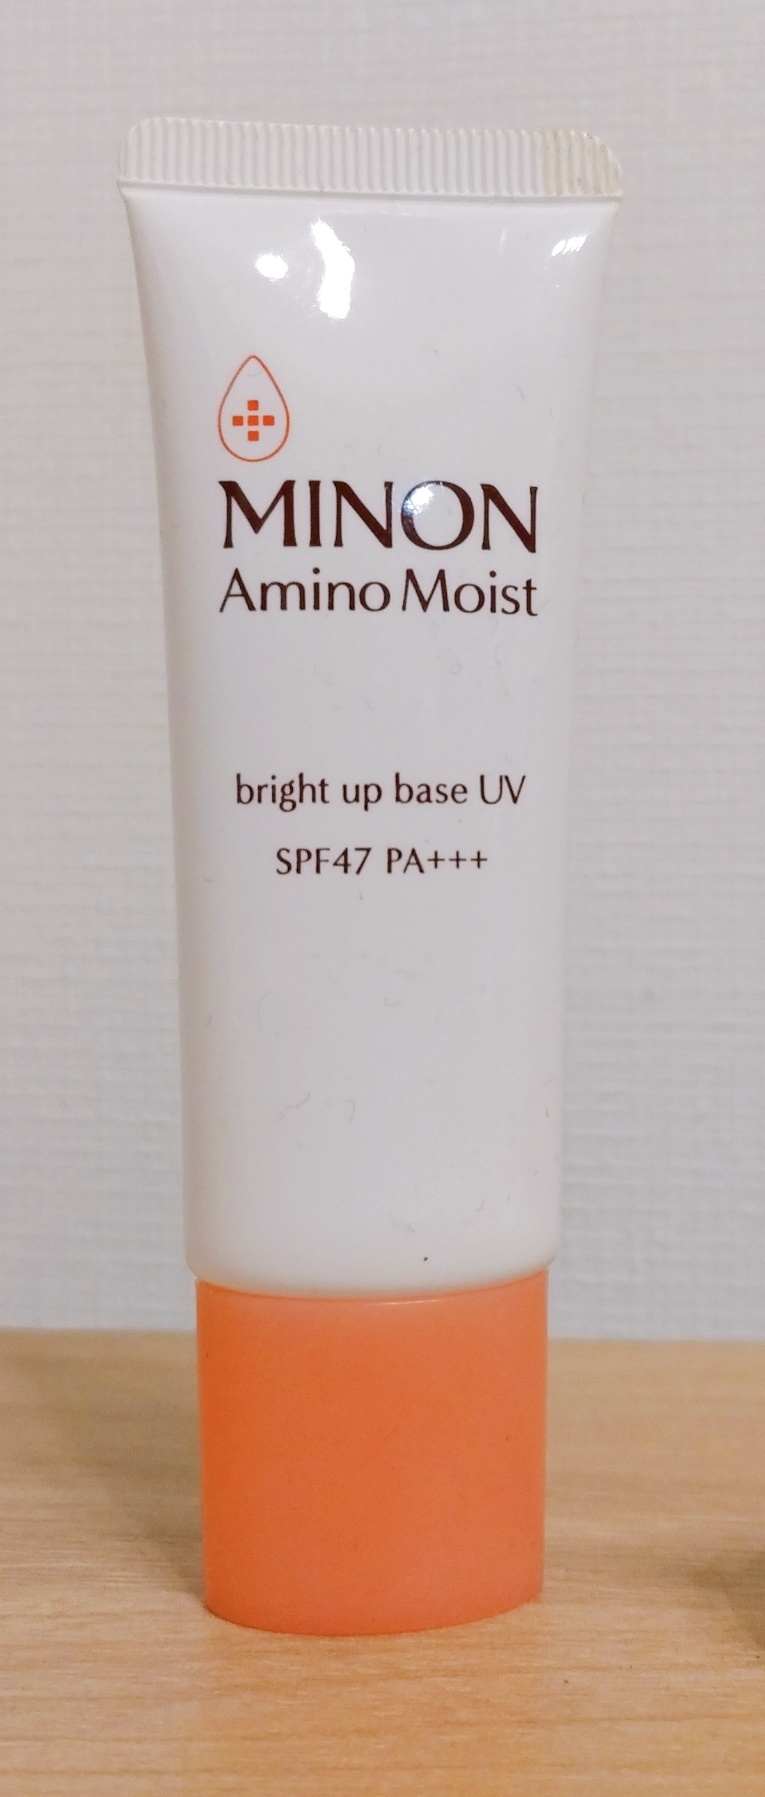 MINON
Amino Moist
bright up base UV
SPF47 PA+++